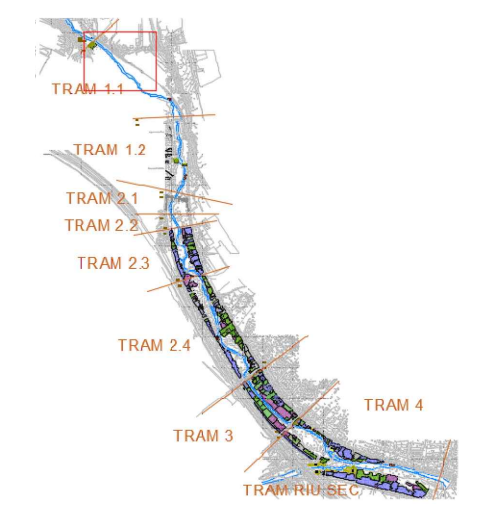 TRAM 1.1
TRAM 1.2
TRAM 2.1
TRAM 2.2
TRAM 2.3
TRAM 2.4
TRAM 4
TRAM 3
TRAM RIU SEC